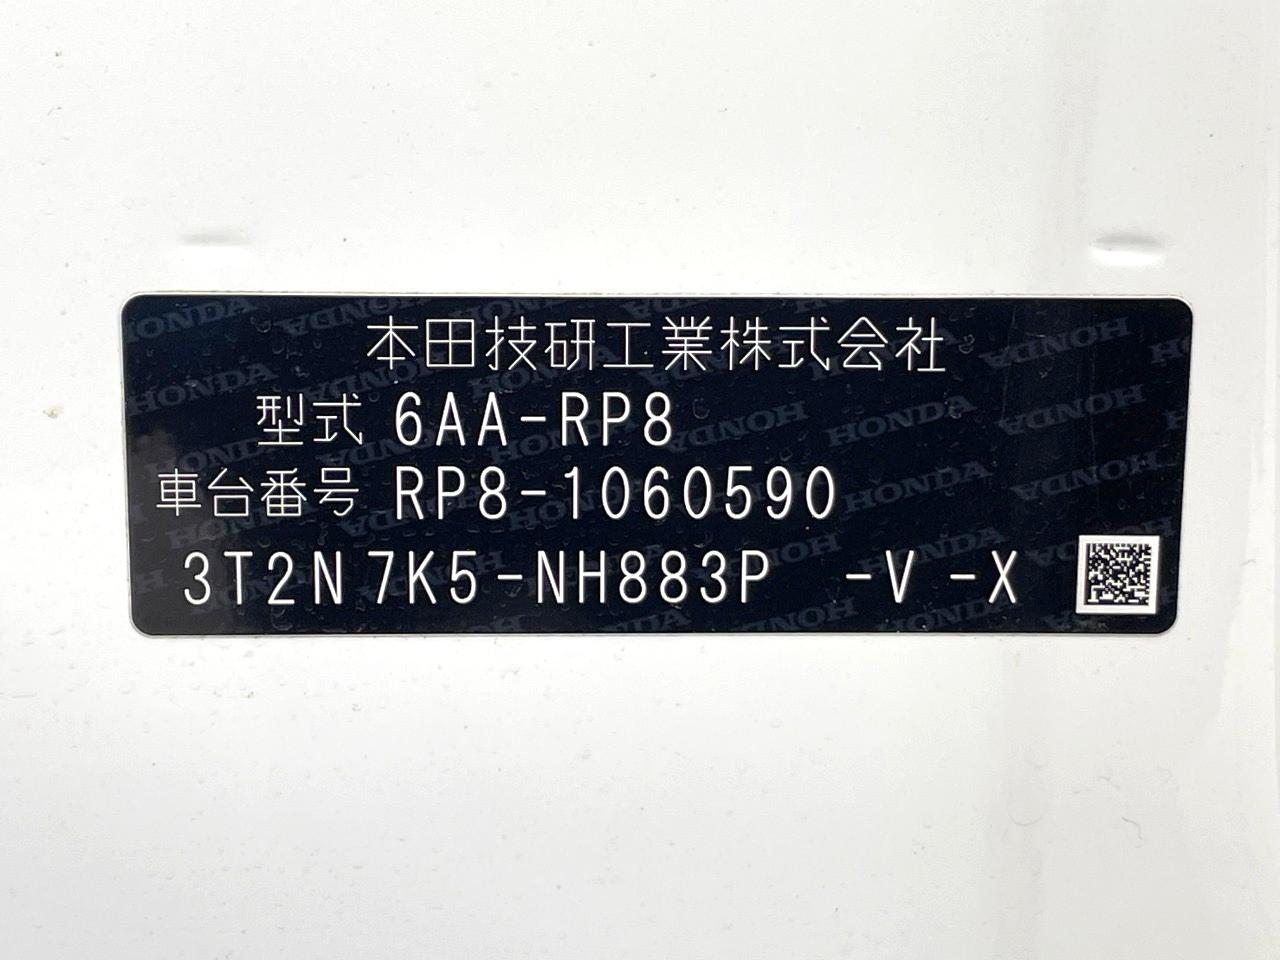 本田技研工業株式会社
型式 6AA-RP8
車台番号 RP8-1060590
3T2N7K5-NH883P -V -X